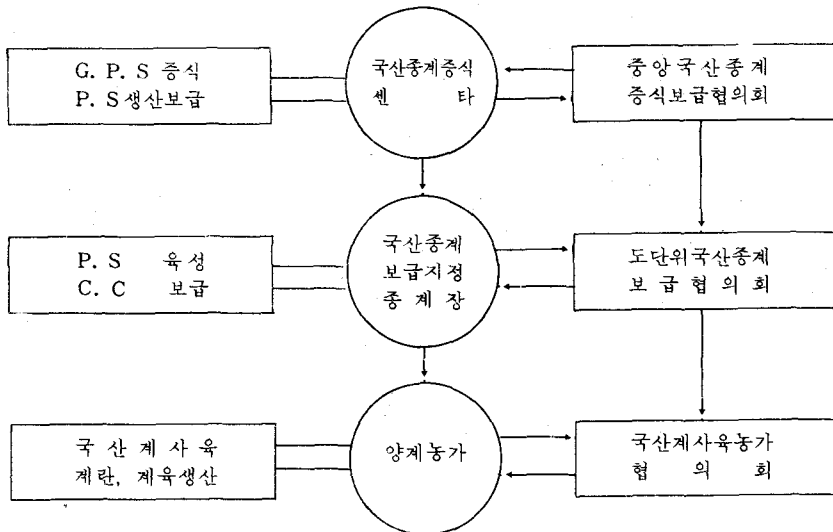 G. P. S 증식
P. S 생산보급
국산종계증식
센 타
중앙국산종계
증식보급협의회
P. S 육성
C. C 보급
국산종계
보급지정
종계장
도단위국산종계
보급협의회
국산계사육
계란, 계육생산
양계농가
국산계사육농가
협의회